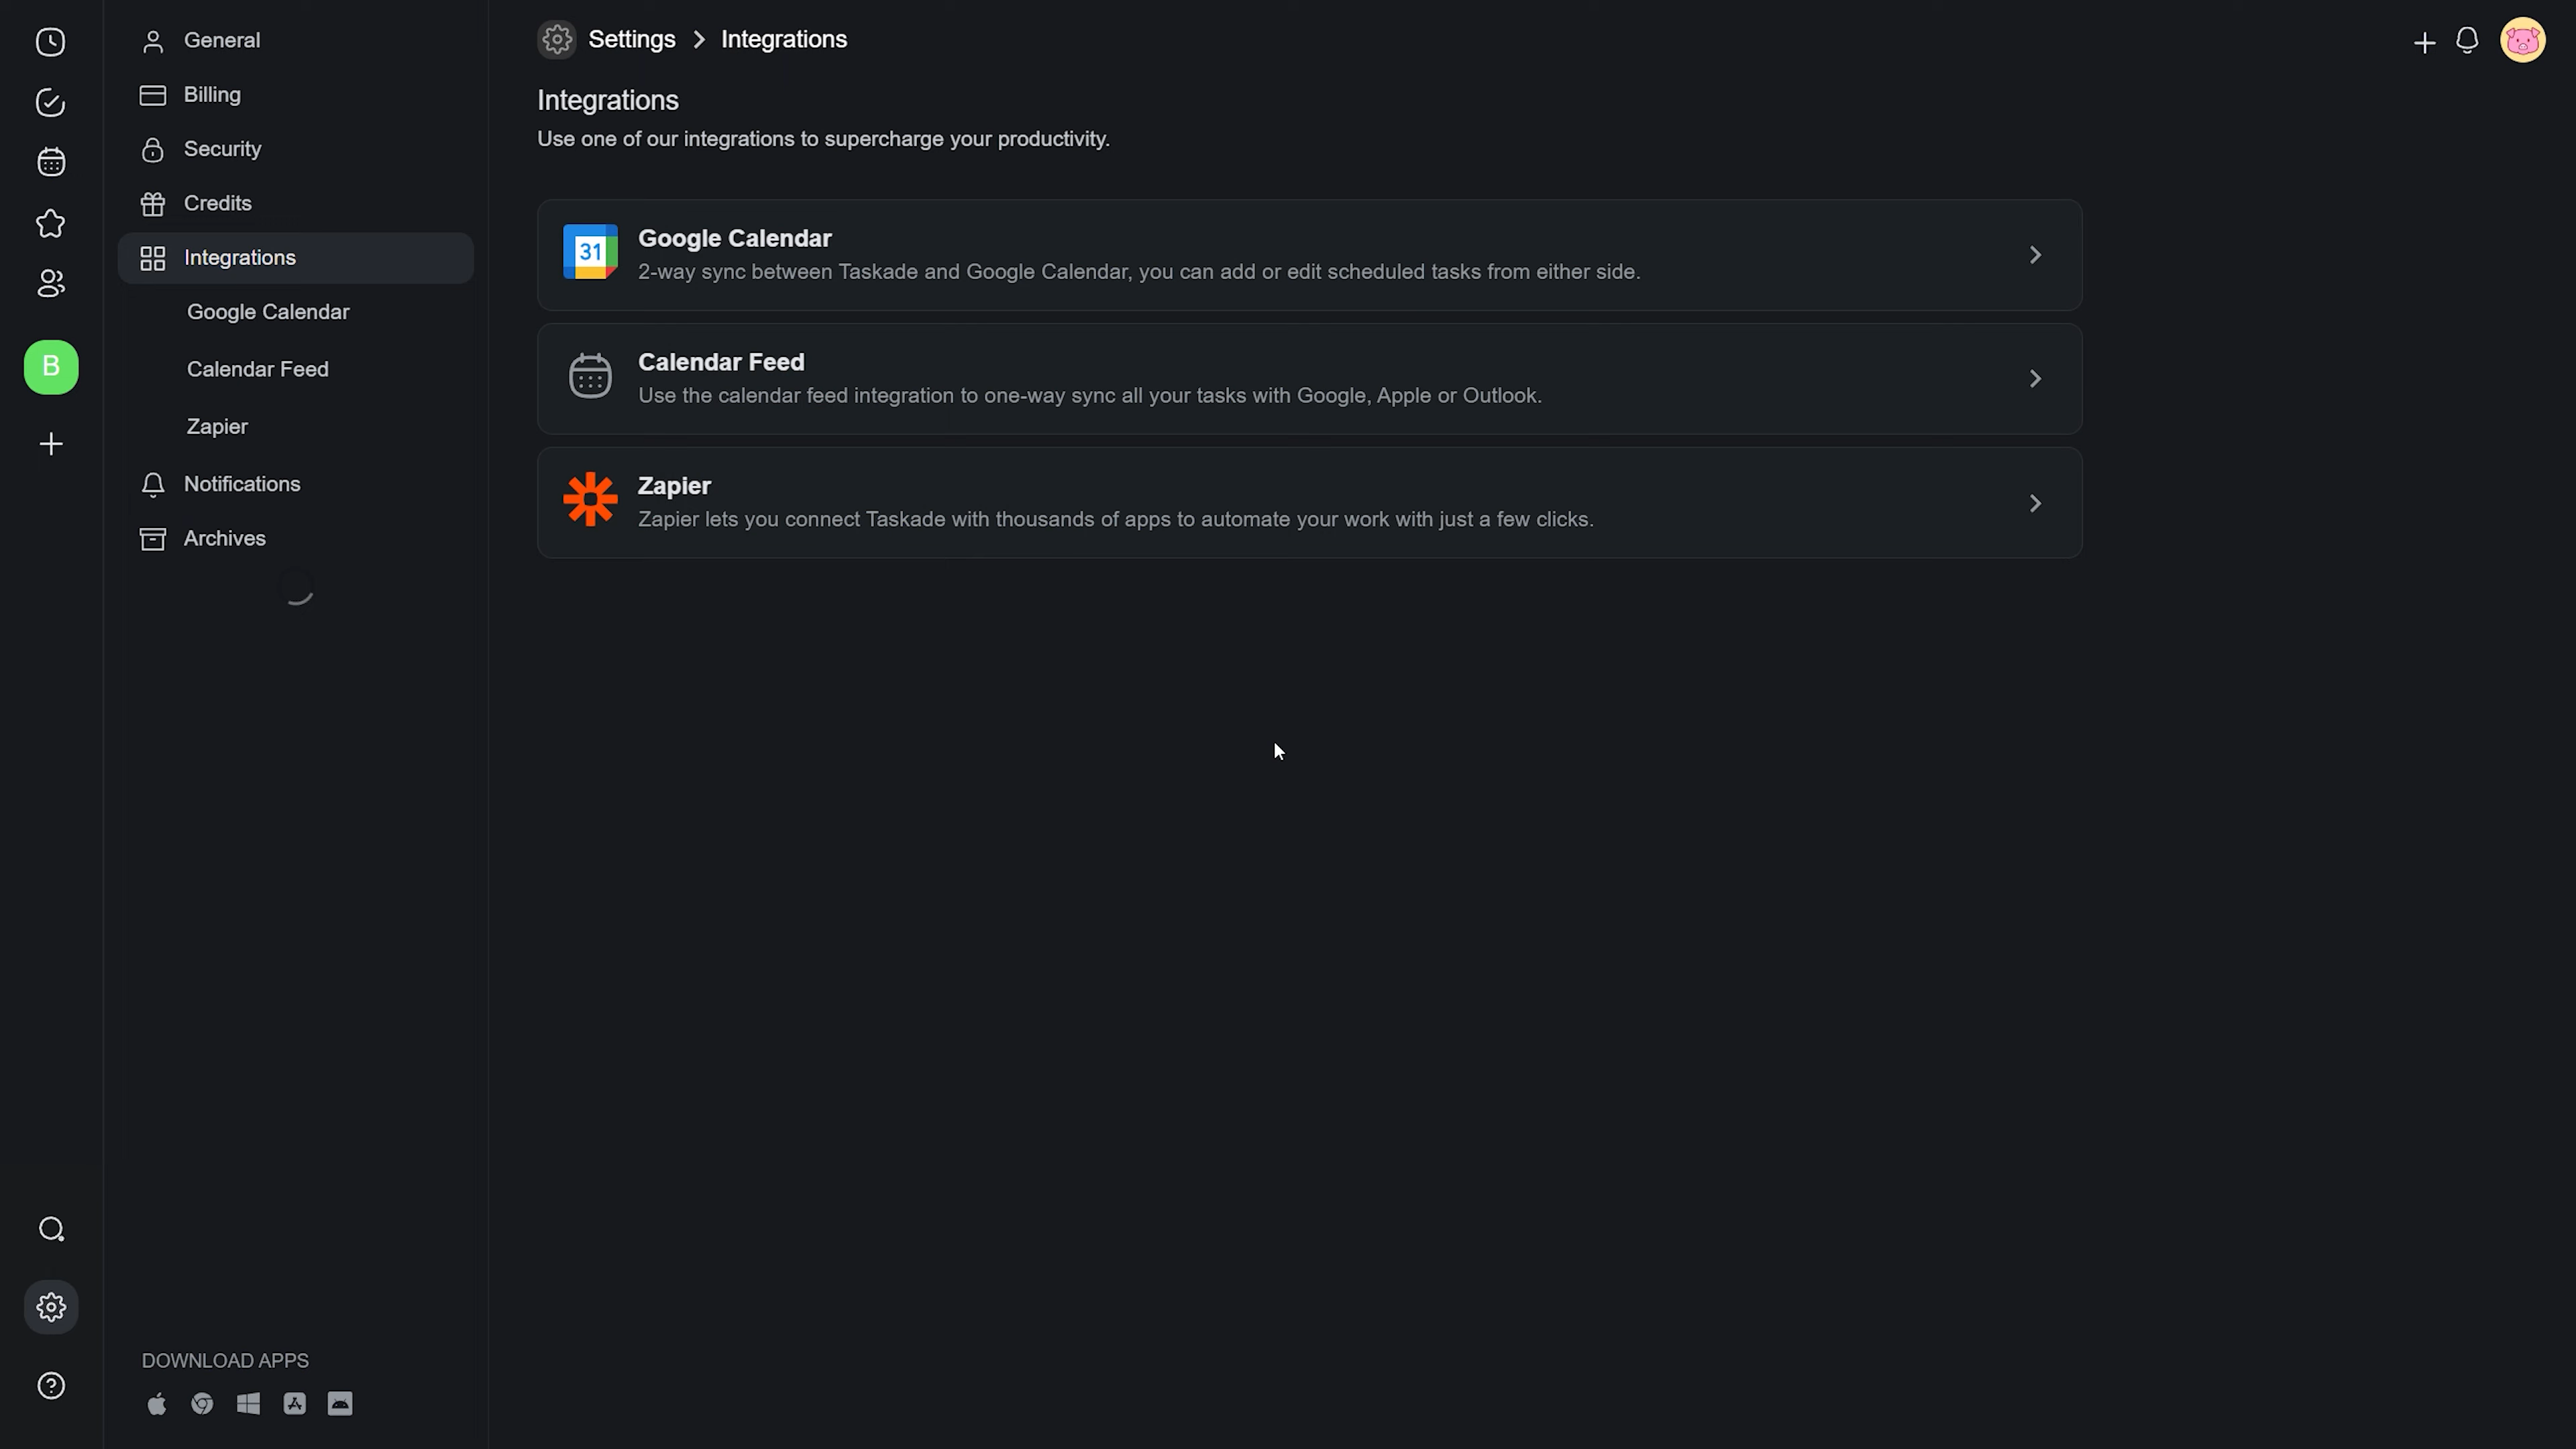 General
Billing
Security
Credits
Integrations
Google Calendar
Calendar Feed
Zapier
Notifications
Archives
B
DOWNLOAD APPS
Settings > Integrations
Integrations
Use one of our integrations to supercharge your productivity.
31
Google Calendar
2-way sync between Taskade and Google Calendar, you can add or edit scheduled tasks from either side.
Calendar Feed
Use the calendar feed integration to one-way sync all your tasks with Google, Apple or Outlook.
Zapier
Zapier lets you connect Taskade with thousands of apps to automate your work with just a few clicks.